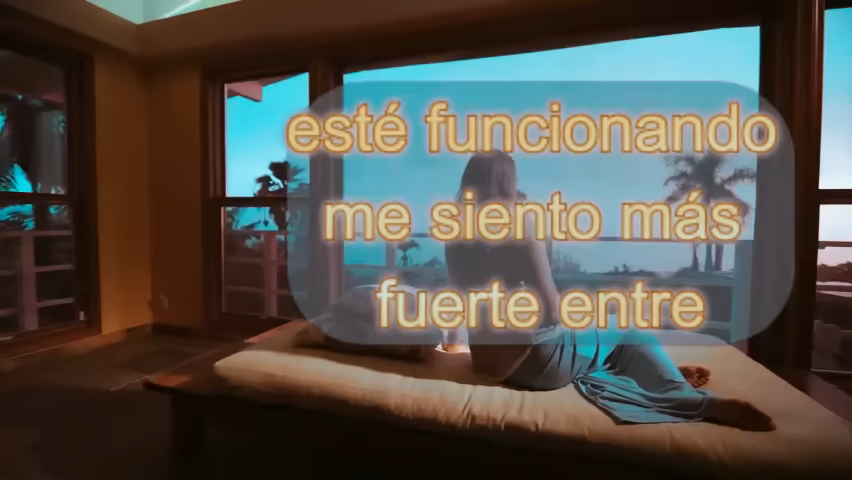 esté funcionando
me siento más
fuerte entre